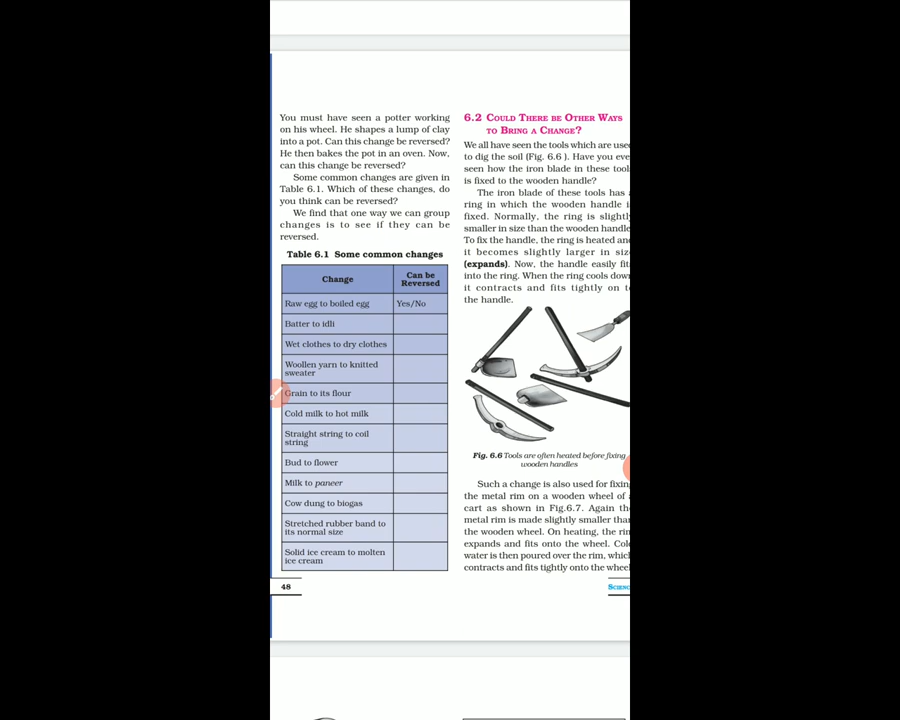 You must have seen a potter working
on his wheel. He shapes a lump of clay
into a pot. Can this change be reversed?
He then bakes the pot in an oven. Now,
can this change be reversed?
Some common changes are given in
Table 6.1. Which of these changes, do
you think can be reversed?
We find that one way we can group
changes is to see if they can be
reversed.
Table 6.1 Some common changes
Change
Can be
Reversed
Raw egg to boiled egg
Yes/No
Batter to idli
Wet clothes to dry clothes
Woollen yarn to knitted
sweater
Grain to its flour
Cold milk to hot milk
Straight string to coil
string
Bud to flower
Milk to paneer
Cow dung to biogas
Stretched rubber band to
its normal size
Solid ice cream to molten
ice cream
48
6.2 Could There be Other Ways
to Bring a Change?
We all have seen the tools which are used
to dig the soil (Fig. 6.6 ). Have you eve
seen how the iron blade in these tool
is fixed to the wooden handle?
The iron blade of these tools has
ring in which the wooden handle i
fixed. Normally, the ring is slightly
smaller in size than the wooden handle
To fix the handle, the ring is heated and
it becomes slightly larger in size
(expands). Now, the handle easily fit
into the ring. When the ring cools down
it contracts and fits tightly on t
the handle.
Fig. 6.6 Tools are often heated before fixing
wooden handles
Such a change is also used for fixing
the metal rim on a wooden wheel of
cart as shown in Fig.6.7. Again the
metal rim is made slightly smaller than
the wooden wheel. On heating, the rim
expands and fits onto the wheel. Cold
water is then poured over the rim, which
contracts and fits tightly onto the wheel
Scienc